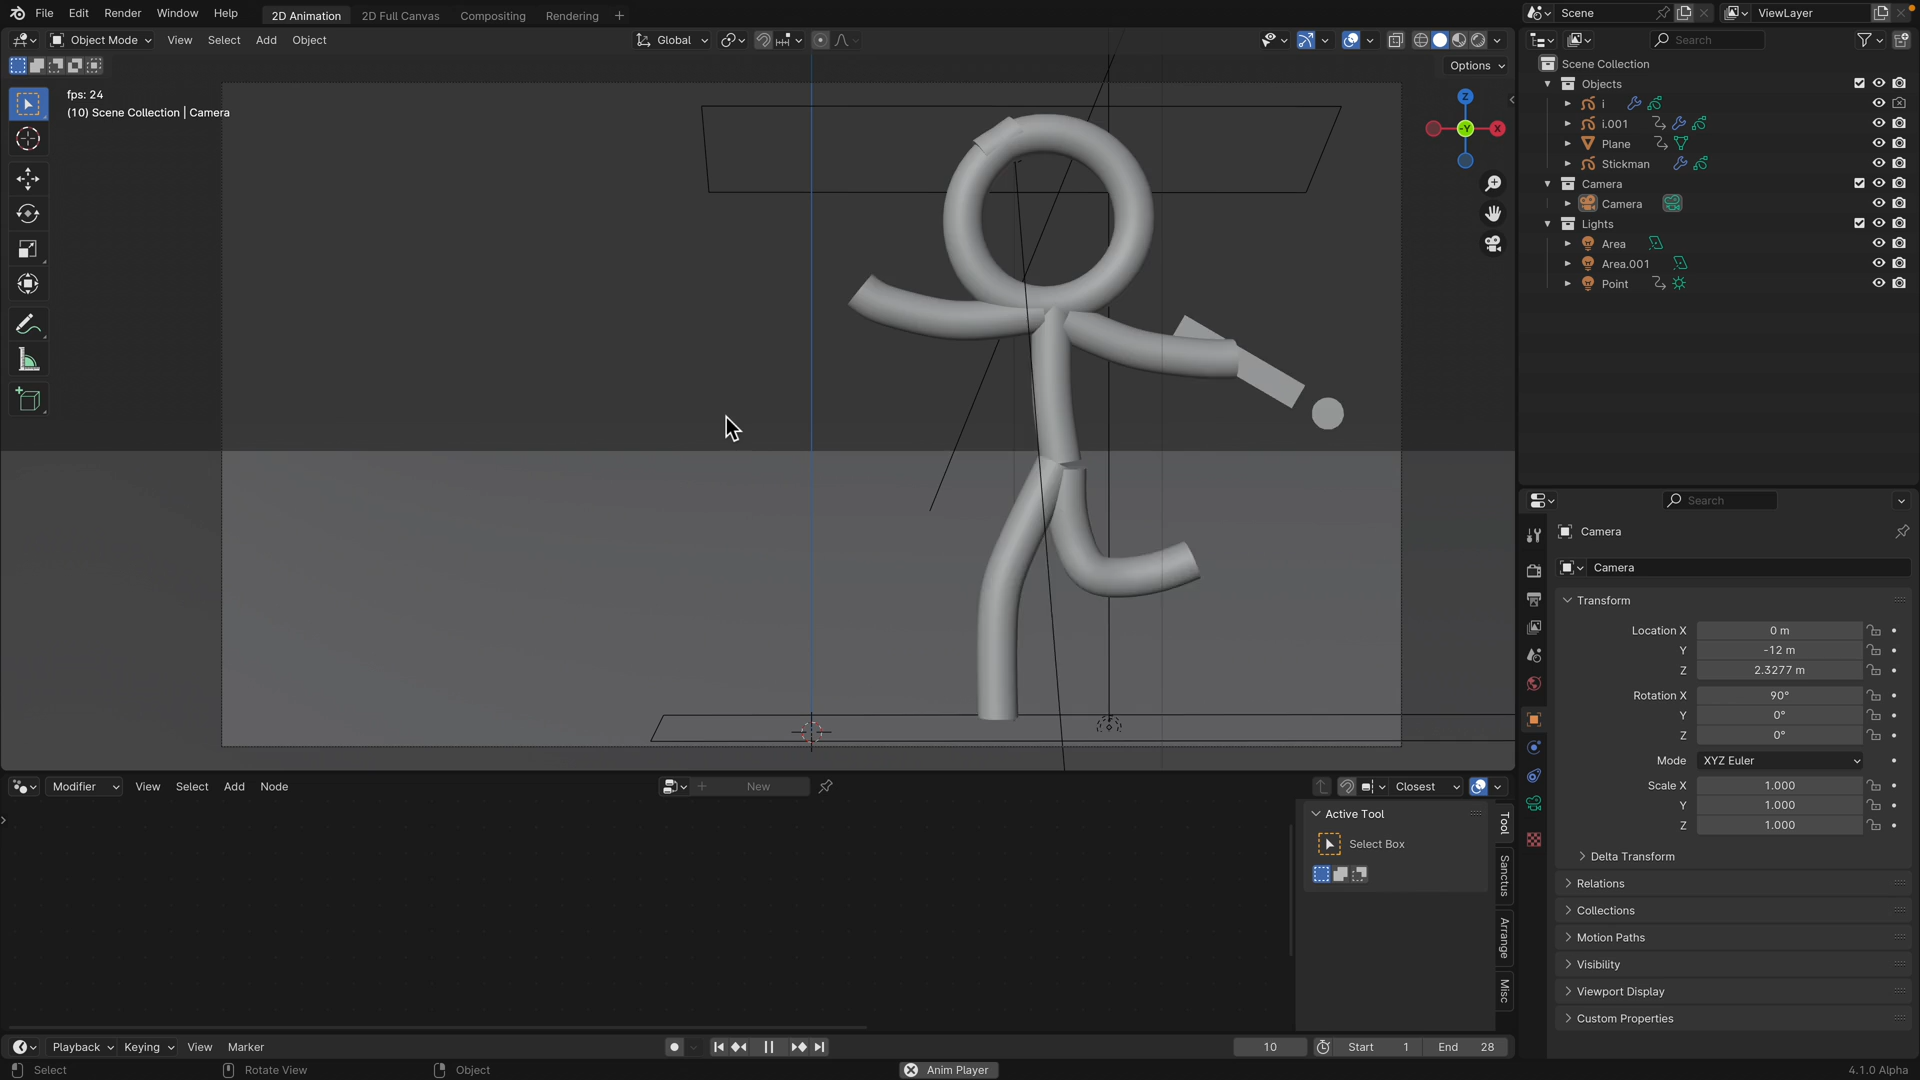 File Edit Render Window Help 2D Animation 2D Full Canvas Compositing Rendering Scene ViewLayer
Object Mode View Select Add Object Global Search
Options
fps: 24
(10) Scene Collection | Camera
Z
-Y X
Scene Collection
Objects
i
i.001
Plane
Stickman
Camera
Camera
Lights
Area
Area.001
Point
Search
Camera
Camera
Transform
Location X 0 m
Y -12 m
Z 2.3277 m
Rotation X 90°
Y 0°
Z 0°
Mode XYZ Euler
Scale X 1.000
Y 1.000
Z 1.000
Delta Transform
Relations
Collections
Motion Paths
Visibility
Viewport Display
Custom Properties
Modifier View Select Add Node New Closest
Active Tool
Select Box
Tool
Sanctus
Arrange
Misc
Playback Keying View Marker 10 Start 1 End 28
Select Rotate View Object Anim Player 4.1.0 Alpha